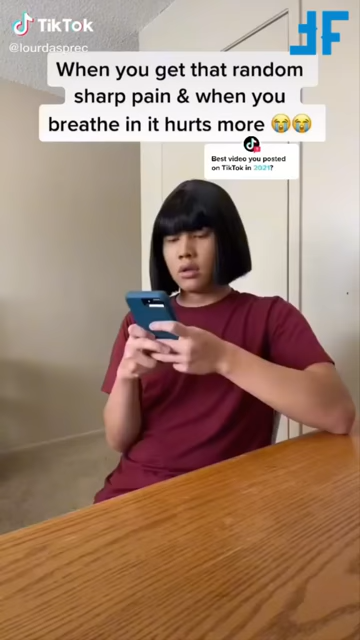 TikTok
@lourdasprec
When you get that random
sharp pain & when you
breathe in it hurts more 😭😭
Best video you posted
on TikTok in 2021?